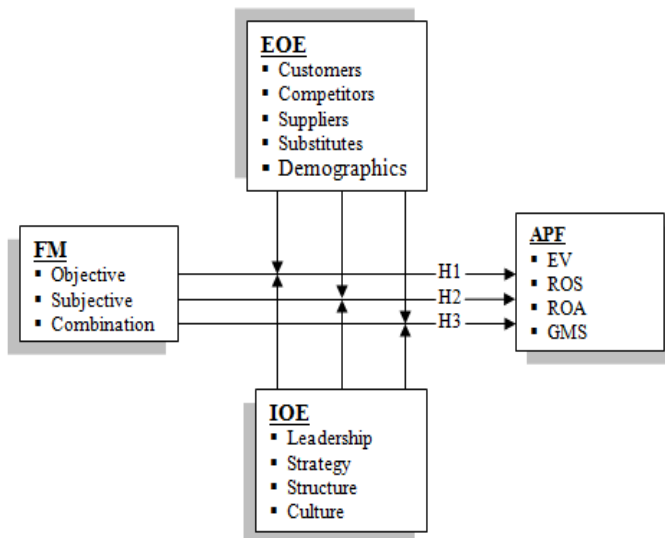 EOE
▪ Customers
▪ Competitors
▪ Suppliers
▪ Substitutes
▪ Demographics
FM
▪ Objective
▪ Subjective
▪ Combination
H1
H2
H3
APF
▪ EV
▪ ROS
▪ ROA
▪ GMS
IOE
▪ Leadership
▪ Strategy
▪ Structure
▪ Culture